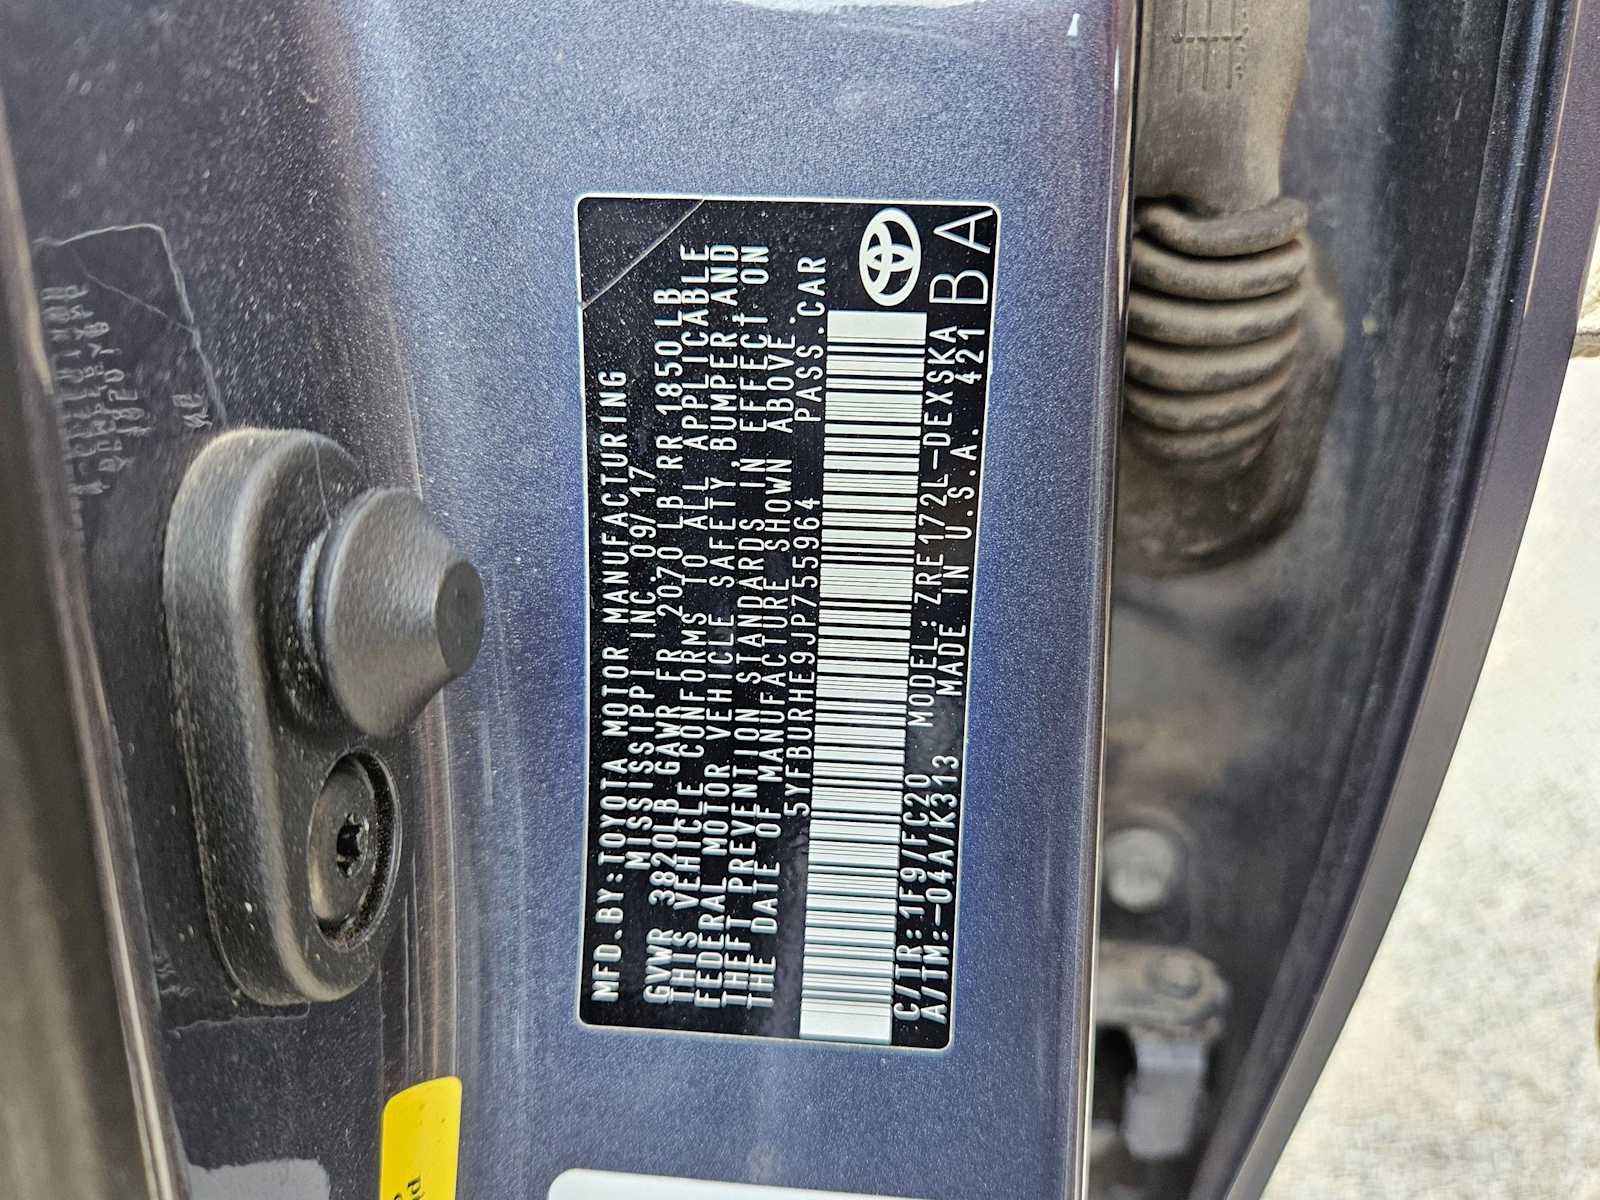 MFD.BY:TOYOTA MOTOR MANUFACTURING
MISSISSIPPI INC.09/17
GVWR 3820LB GAWR FR 2070 LB RR 1850LB
THIS VEHICLE CONFORMS TO ALL APPLICABLE
FEDERAL MOTOR VEHICLE SAFETY, BUMPER AND
THEFT PREVENTION STANDARDS IN EFFECT ON
THE DATE OF MANUFACTURE SHOWN ABOVE.
5YFBURHE9JP755964 PASS.CAR
C/TR:1F9/FC20 MODEL:ZRE172L-DEXSKA
A/TM:-04A/K313 MADE IN U.S.A. 421
BA